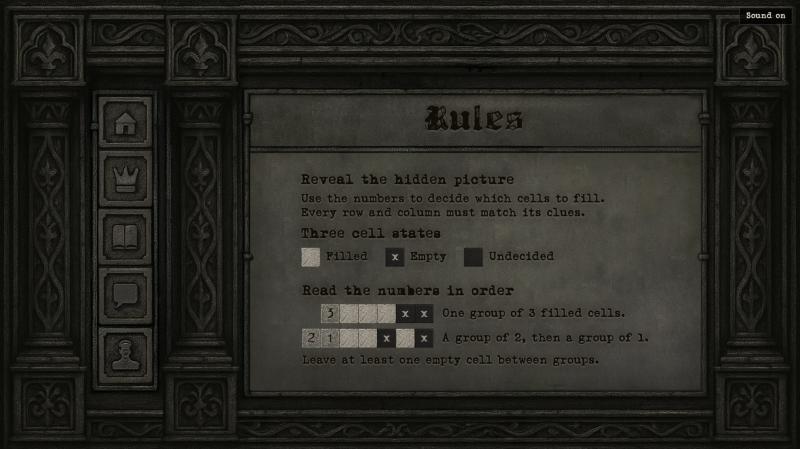 Sound on
Rules
Reveal the hidden picture
Use the numbers to decide which cells to fill.
Every row and column must match its clues.
Three cell states
Filled x Empty Undecided
Read the numbers in order
3 x x One group of 3 filled cells.
2 1 x x A group of 2, then a group of 1.
Leave at least one empty cell between groups.